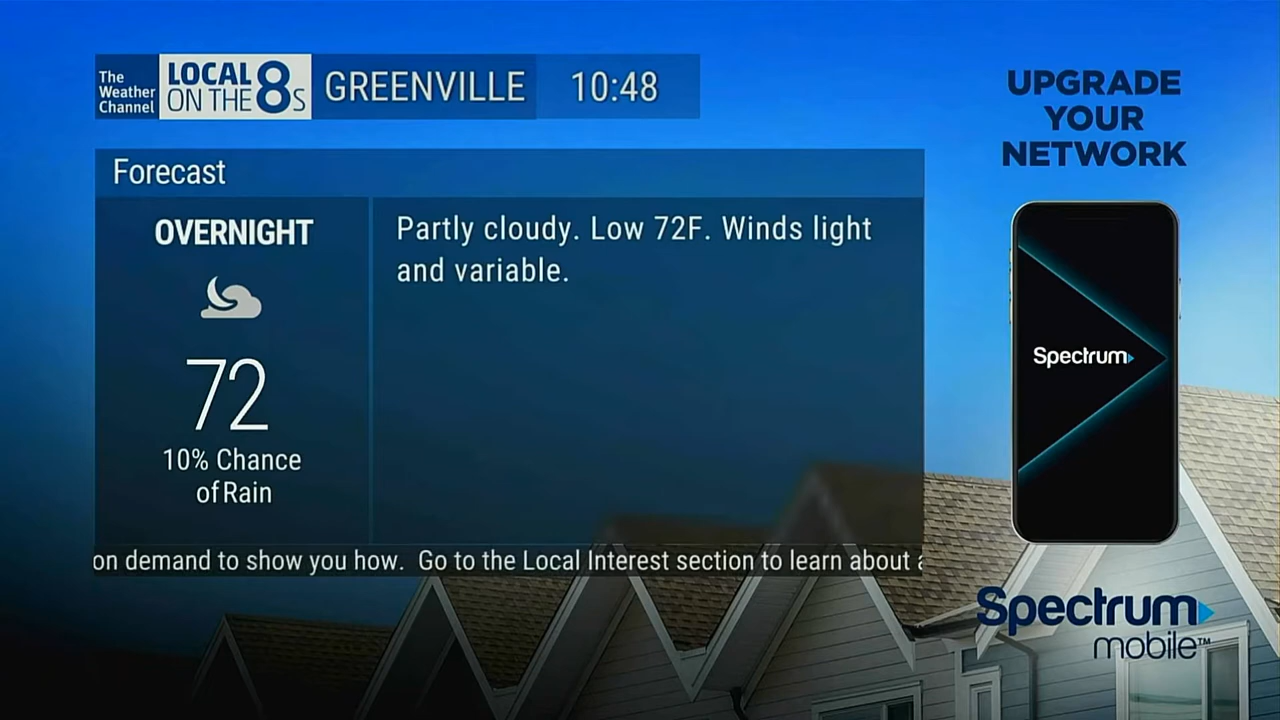 The
Weather
Channel
LOCAL
ON THE 8s
GREENVILLE
10:48
Forecast
OVERNIGHT
72
10% Chance
of Rain
Partly cloudy. Low 72F. Winds light
and variable.
on demand to show you how. Go to the Local Interest section to learn about
UPGRADE
YOUR
NETWORK
Spectrum
Spectrum
mobile™